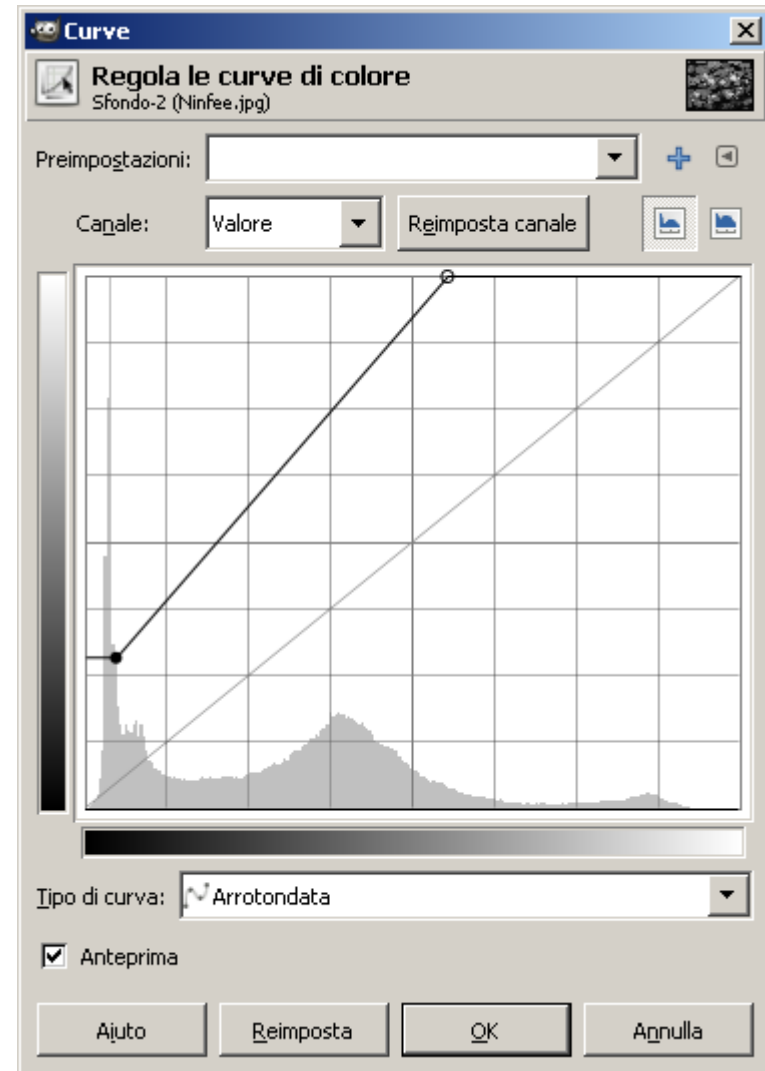 Curve
Regola le curve di colore
Sfondo-2 (Ninfee.jpg)
Preimpostazioni:
Canale: Valore Reimposta canale
Tipo di curva: Arrotondata
Anteprima
Aiuto Reimposta OK Annulla